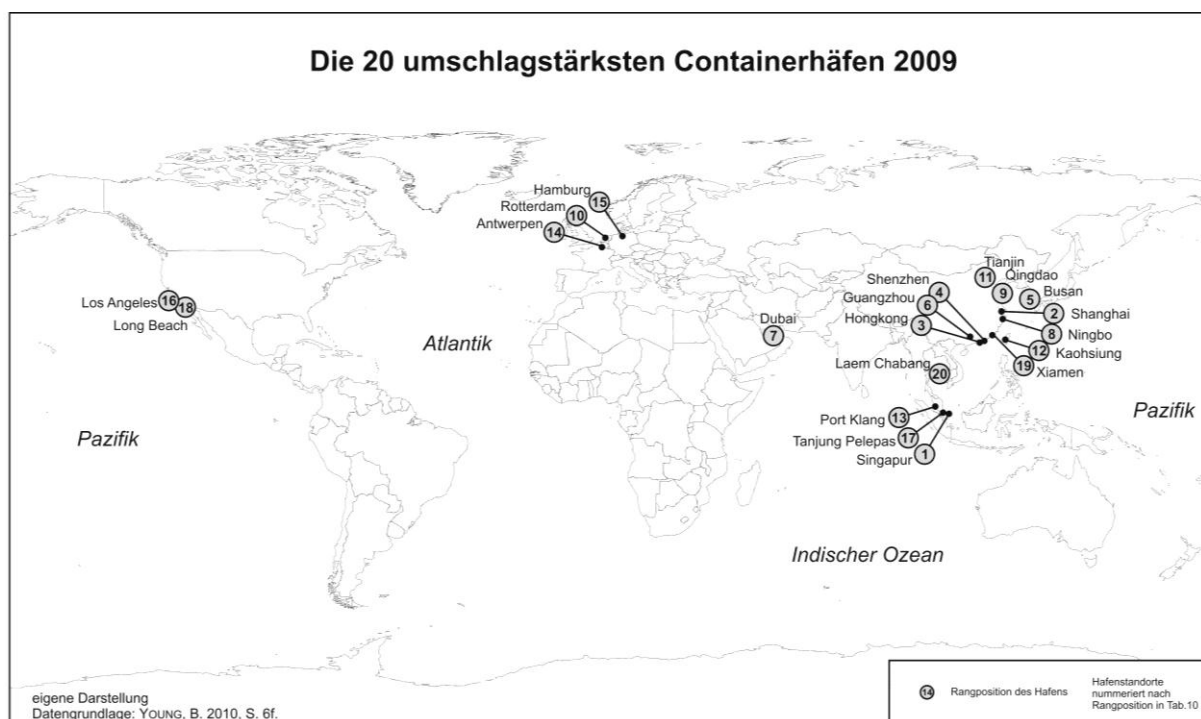 Die 20 umschlagstärksten Containerhäfen 2009
Hamburg 15
Rotterdam 10
Antwerpen 14
Los Angeles 16
18
Long Beach
Atlantik
Pazifik
Dubai
7
Tianjin
11 Qingdao
9
5 Busan
Shenzhen 4
Guangzhou 6
Hongkong 3
2 Shanghai
8 Ningbo
12 Kaohsiung
19 Xiamen
Laem Chabang 20
Port Klang 13
Tanjung Pelepas 17
Singapur 1
Pazifik
Indischer Ozean
eigene Darstellung
Datengrundlage: YOUNG, B. 2010, S. 6f.
14 Rangposition des Hafens
Hafenstandorte
nummeriert nach
Rangposition in Tab.10